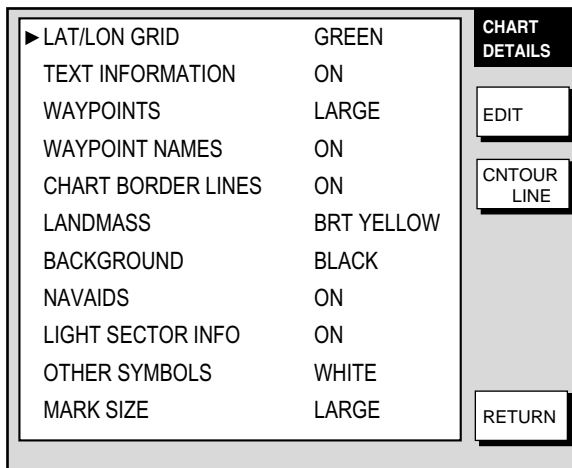 ►LAT/LON GRID GREEN
TEXT INFORMATION ON
WAYPOINTS LARGE
WAYPOINT NAMES ON
CHART BORDER LINES ON
LANDMASS BRT YELLOW
BACKGROUND BLACK
NAVAIDS ON
LIGHT SECTOR INFO ON
OTHER SYMBOLS WHITE
MARK SIZE LARGE
CHART
DETAILS
EDIT
CNTOUR
LINE
RETURN